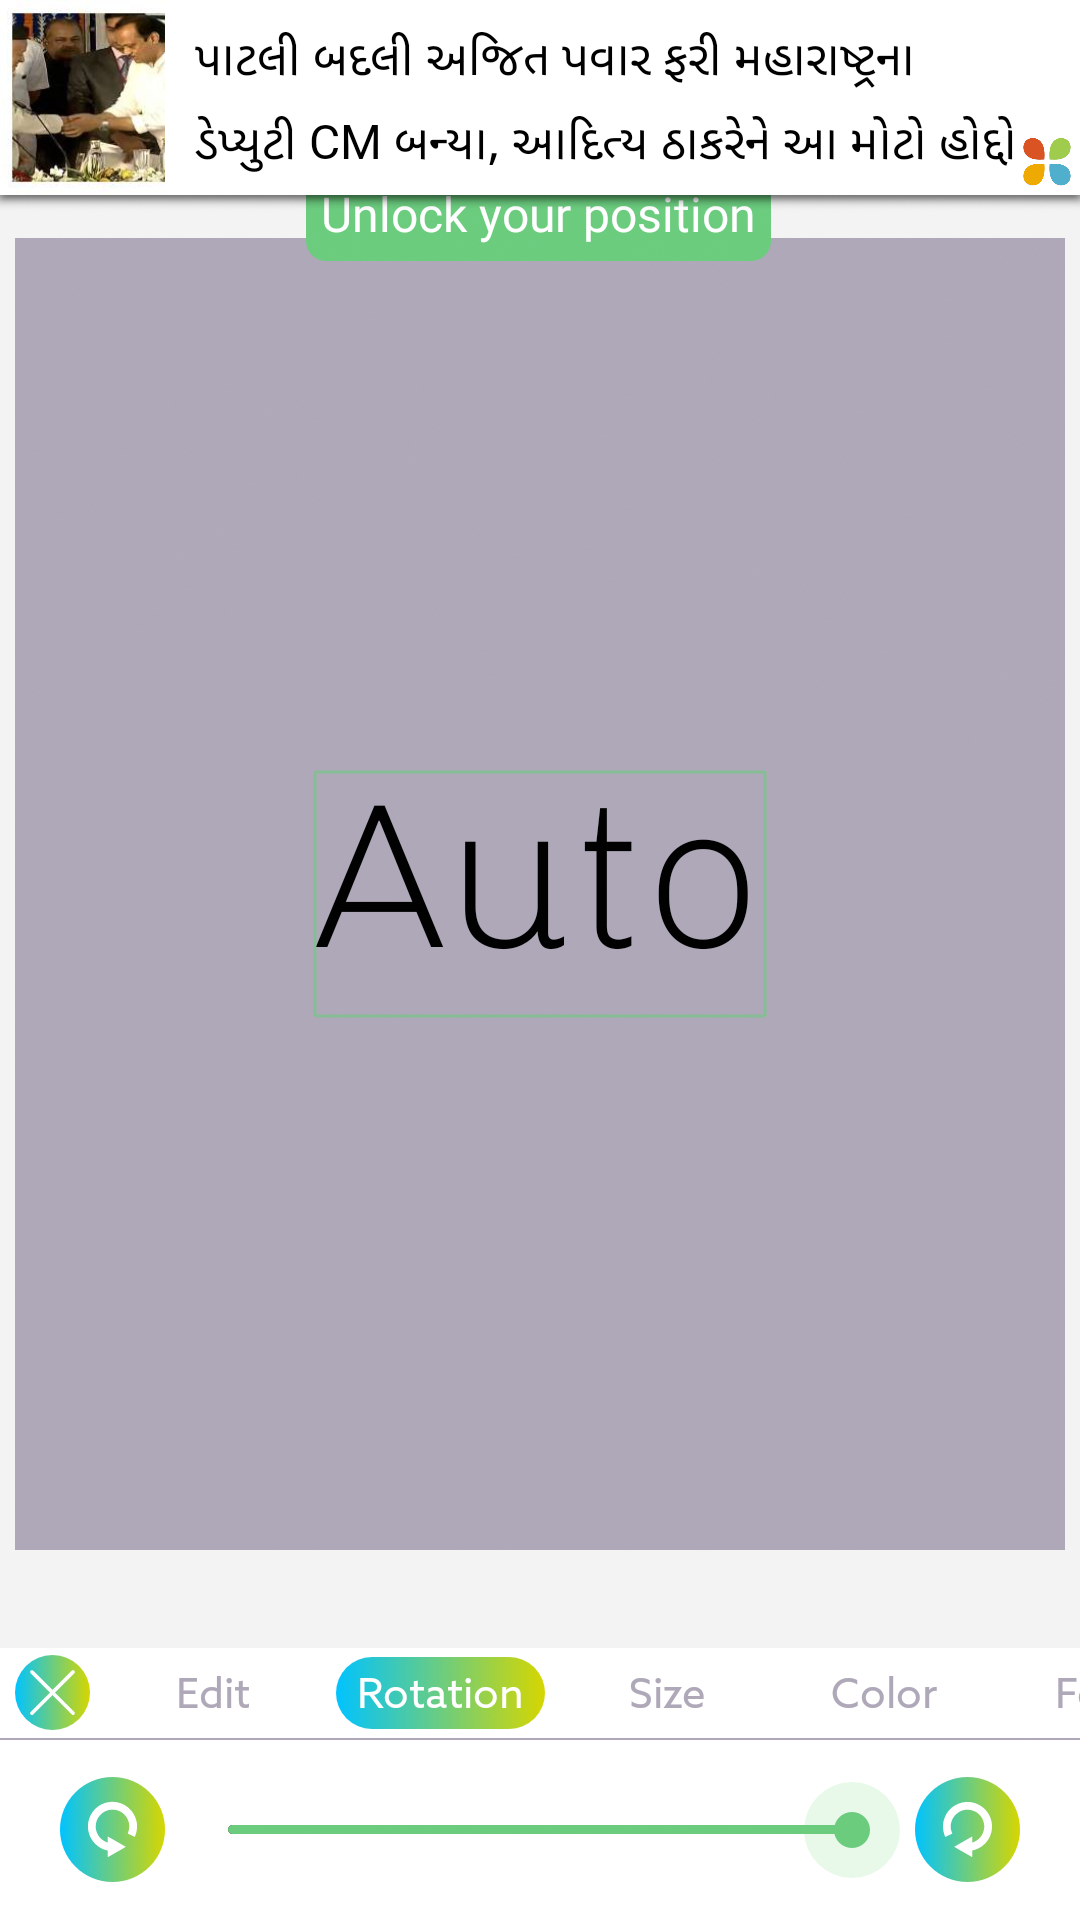 પાટલી બદલી અજિત પવાર ફરી મહારાષ્ટ્રના
ડેપ્યુટી CM બન્યા, આદિત્ય ઠાકરેને આ મોટો હોદ્દો
Unlock your position
Auto
Edit Rotation Size Color